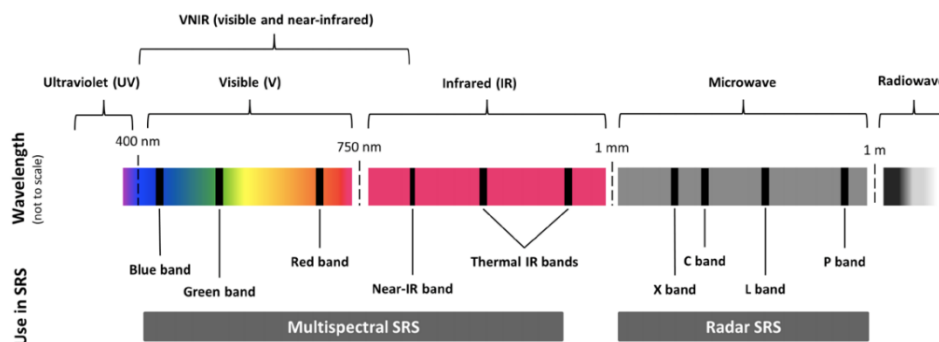 VNIR (visible and near-infrared)
Ultraviolet (UV)
Visible (V)
Infrared (IR)
Microwave
Radiowave
400 nm
750 nm
1 mm
1 m
Wavelength
(not to scale)
Blue band
Green band
Red band
Near-IR band
Thermal IR bands
X band
C band
L band
P band
Use in SRS
Multispectral SRS
Radar SRS